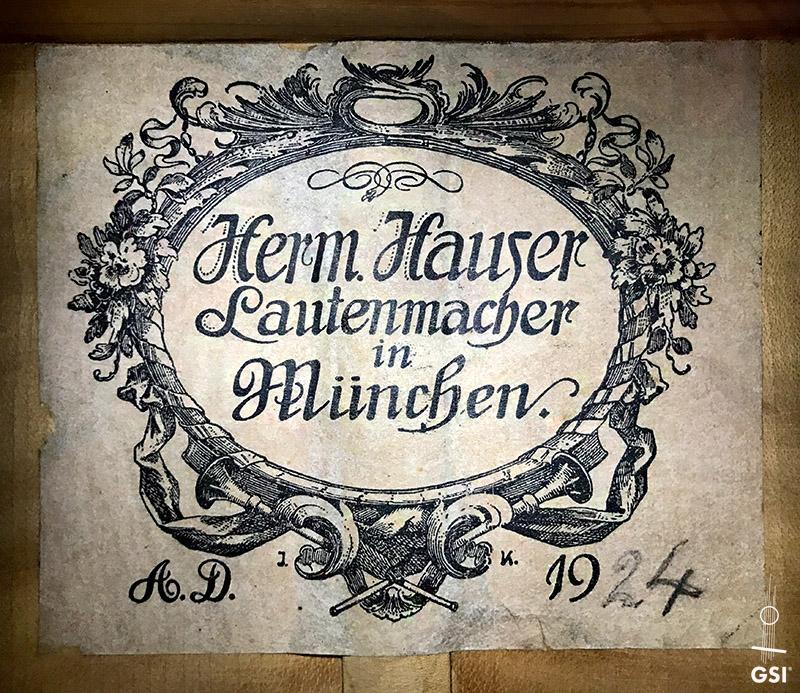 Herm. Hauser
Lautenmacher
in
München.
J. K.
A. D. 1924
GSI